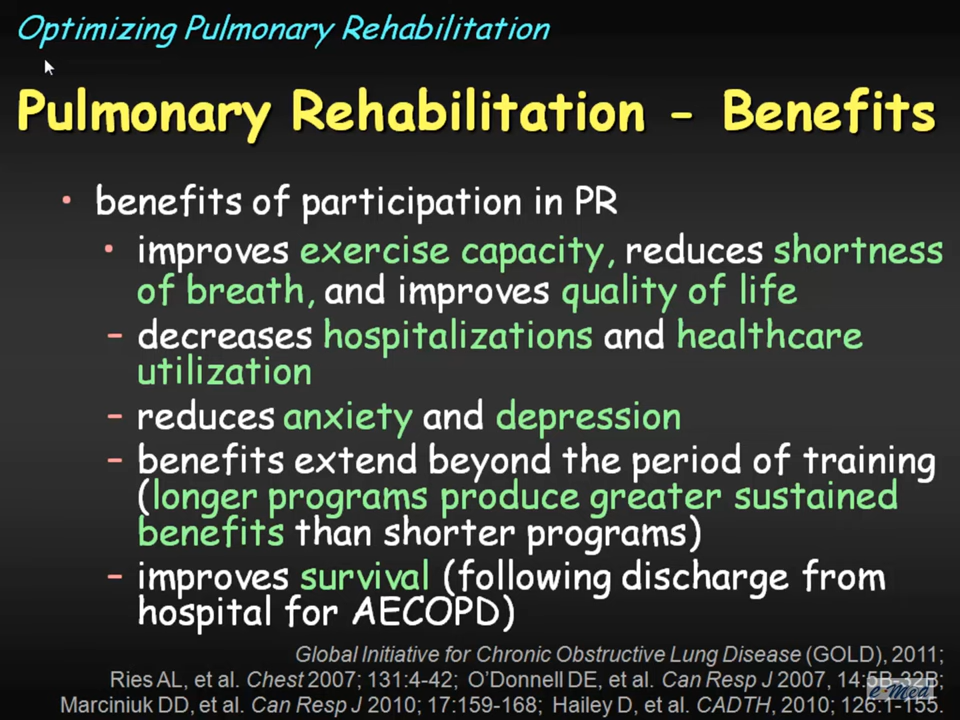 Optimizing Pulmonary Rehabilitation
Pulmonary Rehabilitation - Benefits
• benefits of participation in PR
• improves exercise capacity, reduces shortness
of breath, and improves quality of life
– decreases hospitalizations and healthcare
utilization
– reduces anxiety and depression
– benefits extend beyond the period of training
(longer programs produce greater sustained
benefits than shorter programs)
– improves survival (following discharge from
hospital for AECOPD)
Global Initiative for Chronic Obstructive Lung Disease (GOLD), 2011;
Ries AL, et al. Chest 2007; 131:4-42; O'Donnell DE, et al. Can Resp J 2007, 14:5B-32B;
Marciniuk DD, et al. Can Resp J 2010; 17:159-168; Hailey D, et al. CADTH, 2010; 126:1-155.
e Med